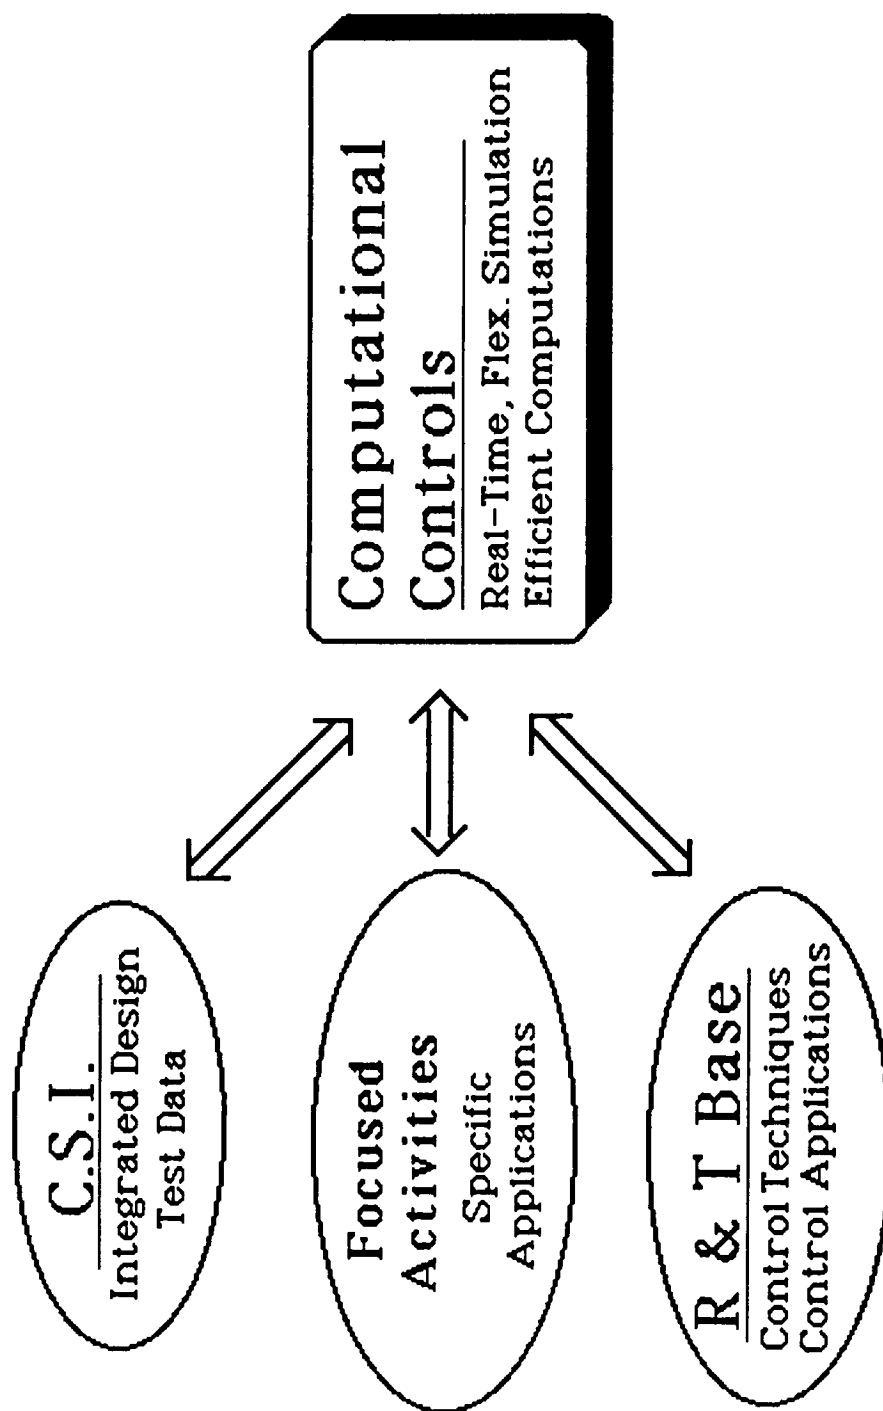 Computational
Controls
Real-Time, Flex. Simulation
Efficient Computations
C.S.I.
Integrated Design
Test Data
Focused
Activities
Specific
Applications
R & T Base
Control Techniques
Control Applications